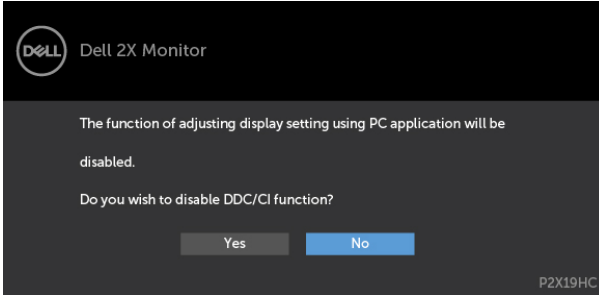 DELL
Dell 2X Monitor
The function of adjusting display setting using PC application will be
disabled.
Do you wish to disable DDC/CI function?
Yes No
P2X19HC